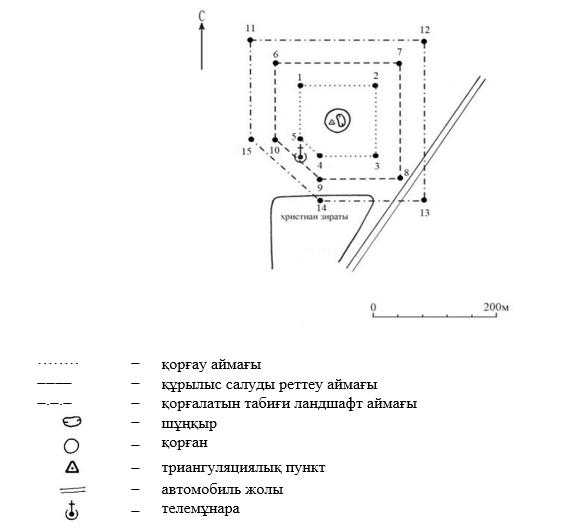 С
11
12
6
7
1
2
5
15
10
4
3
9
8
14
13
христиан зираты
0
200м
қорғау аймағы
құрылыс салуды реттеу аймағы
қорғалатын табиғи ландшафт аймағы
шұңқыр
қорған
триангуляциялық пункт
автомобиль жолы
телемұнара